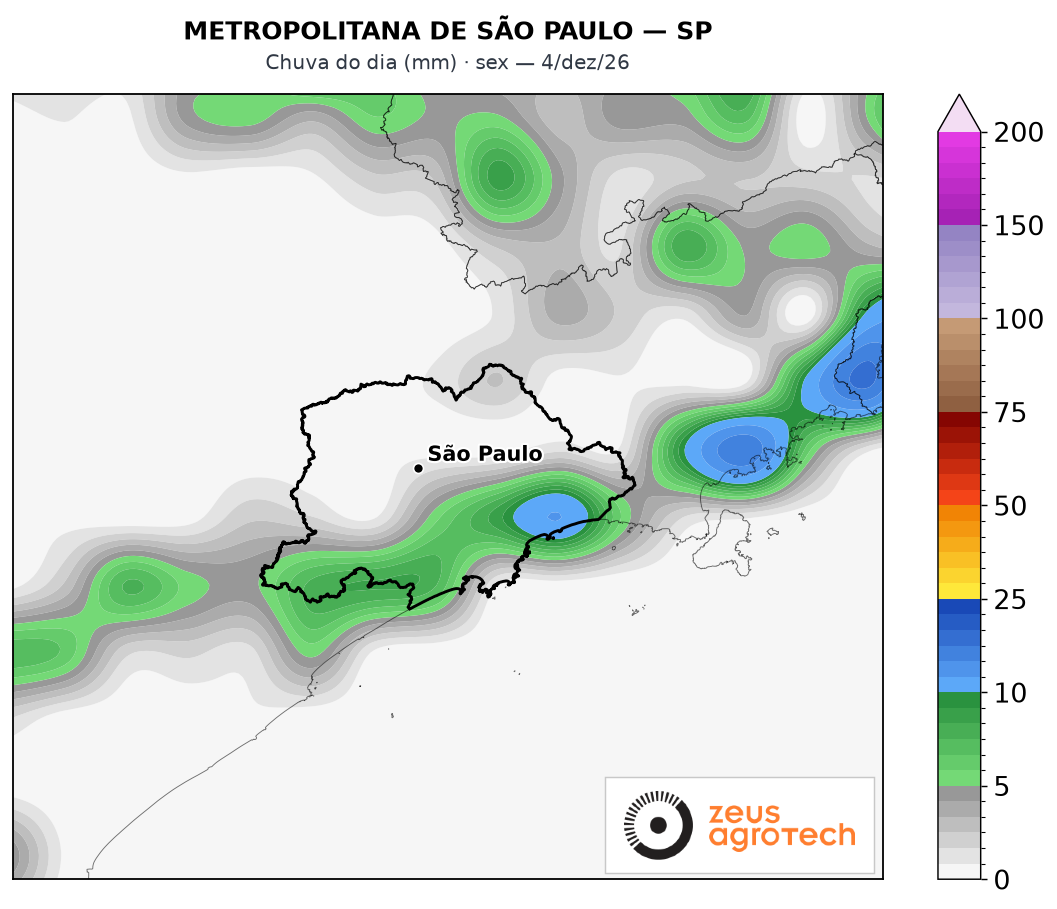 METROPOLITANA DE SÃO PAULO — SP
Chuva do dia (mm) · sex — 4/dez/26
São Paulo
200
150
100
75
50
25
10
5
0
zeus
agrotech